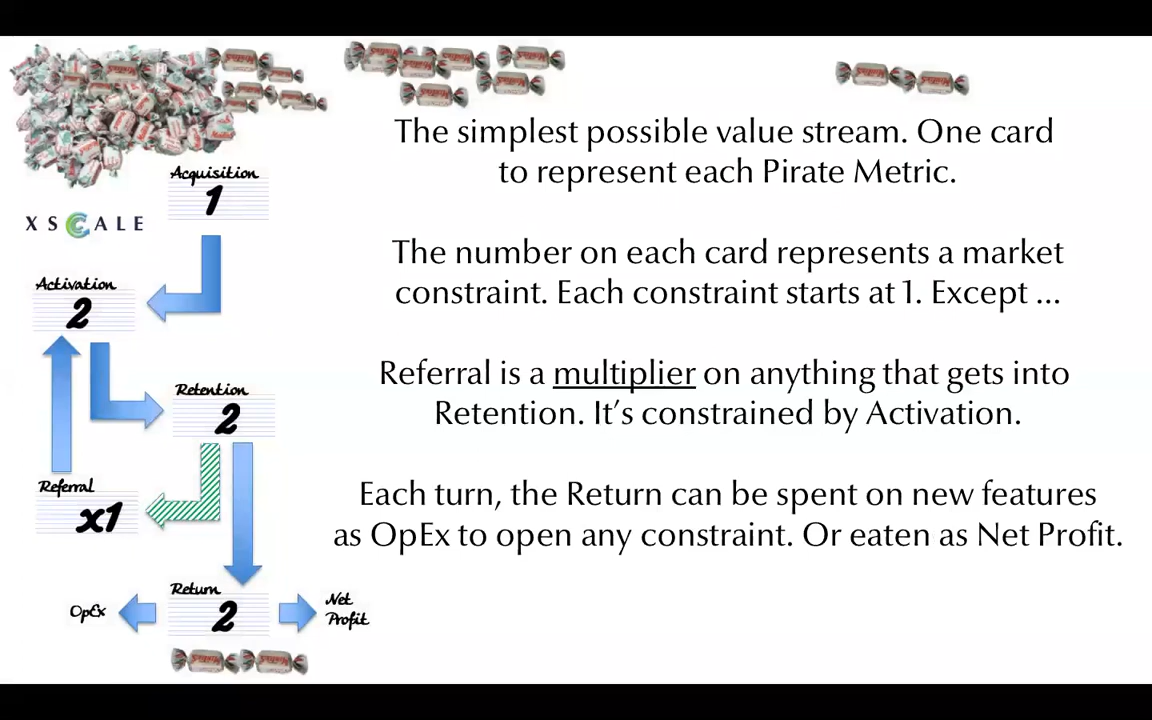 The simplest possible value stream. One card
to represent each Pirate Metric.
The number on each card represents a market
constraint. Each constraint starts at 1. Except ...
Referral is a multiplier on anything that gets into
Retention. It's constrained by Activation.
Each turn, the Return can be spent on new features
as OpEx to open any constraint. Or eaten as Net Profit.
Acquisition
1
XSCALE
Activation
2
Retention
2
Referral
x1
Return
2
OpEx
Net
Profit